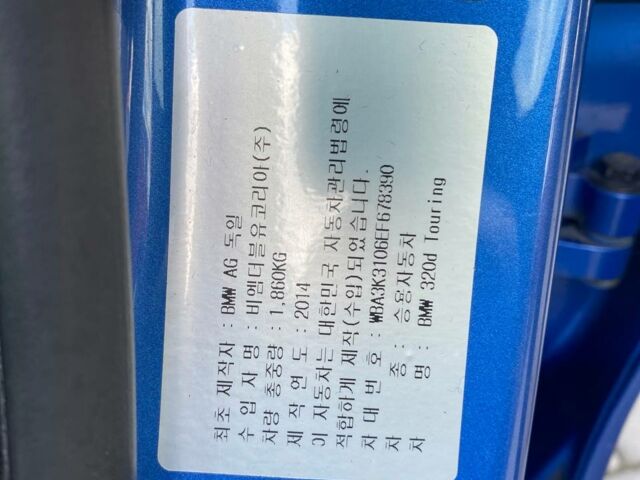 최초 제작자 : BMW AG 독일
수 입 사 명 : 비엠더블유코리아(주)
차량 총중량 : 1,860KG
제 작 연 도 : 2014
이 자동차는 대한민국 자동차관리법령에
적합하게 제작(수입)되었습니다.
차 대 번 호 : WBA3K3106EF678390
차 종 : 승용자동차
차 명 : BMW 320d Touring